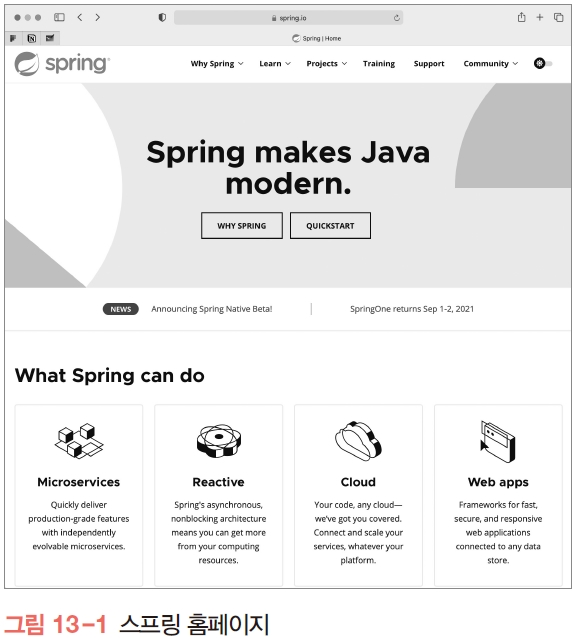 spring.io
Spring | Home
spring
Why Spring Learn Projects Training Support Community
Spring makes Java
modern.
WHY SPRING QUICKSTART
NEWS Announcing Spring Native Beta! SpringOne returns Sep 1-2, 2021
What Spring can do
Microservices
Quickly deliver
production-grade features
with independently
evolvable microservices.
Reactive
Spring's asynchronous,
nonblocking architecture
means you can get more
from your computing
resources.
Cloud
Your code, any cloud—
we've got you covered.
Connect and scale your
services, whatever your
platform.
Web apps
Frameworks for fast,
secure, and responsive
web applications
connected to any data
store.
그림 13-1 스프링 홈페이지